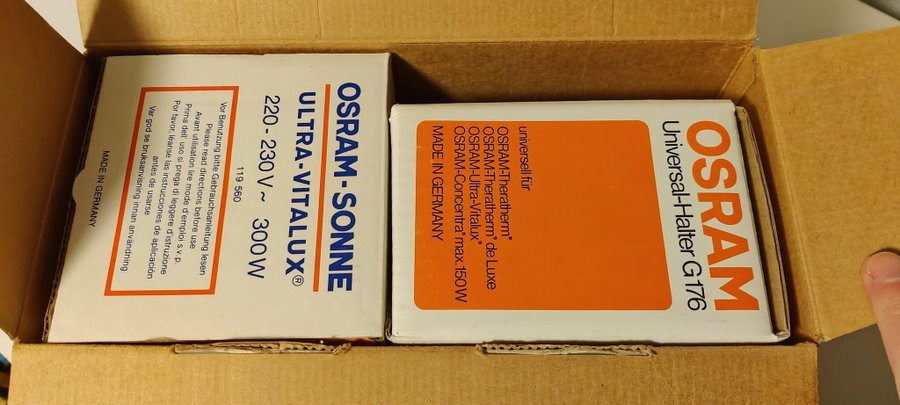 OSRAM-SONNE
ULTRA-VITALUX®
220-230V~ 300W
119 560
Vor Benutzung bitte Gebrauchsanleitung lesen
Please read directions before use
Avant utilisation lire mode d'emploi s.v.p.
Prima dell' uso si prega di leggere d'istruzione
Por favor, leanse las instrucciones de aplicación
antes de usarse
Var god se bruksanvisning innan användning
MADE IN GERMANY
OSRAM
Universal-Halter G176
universell für
OSRAM-Theratherm®
OSRAM-Theratherm® de Luxe
OSRAM-Ultra-Vitalux®
OSRAM-Concentra® max. 150W
MADE IN GERMANY